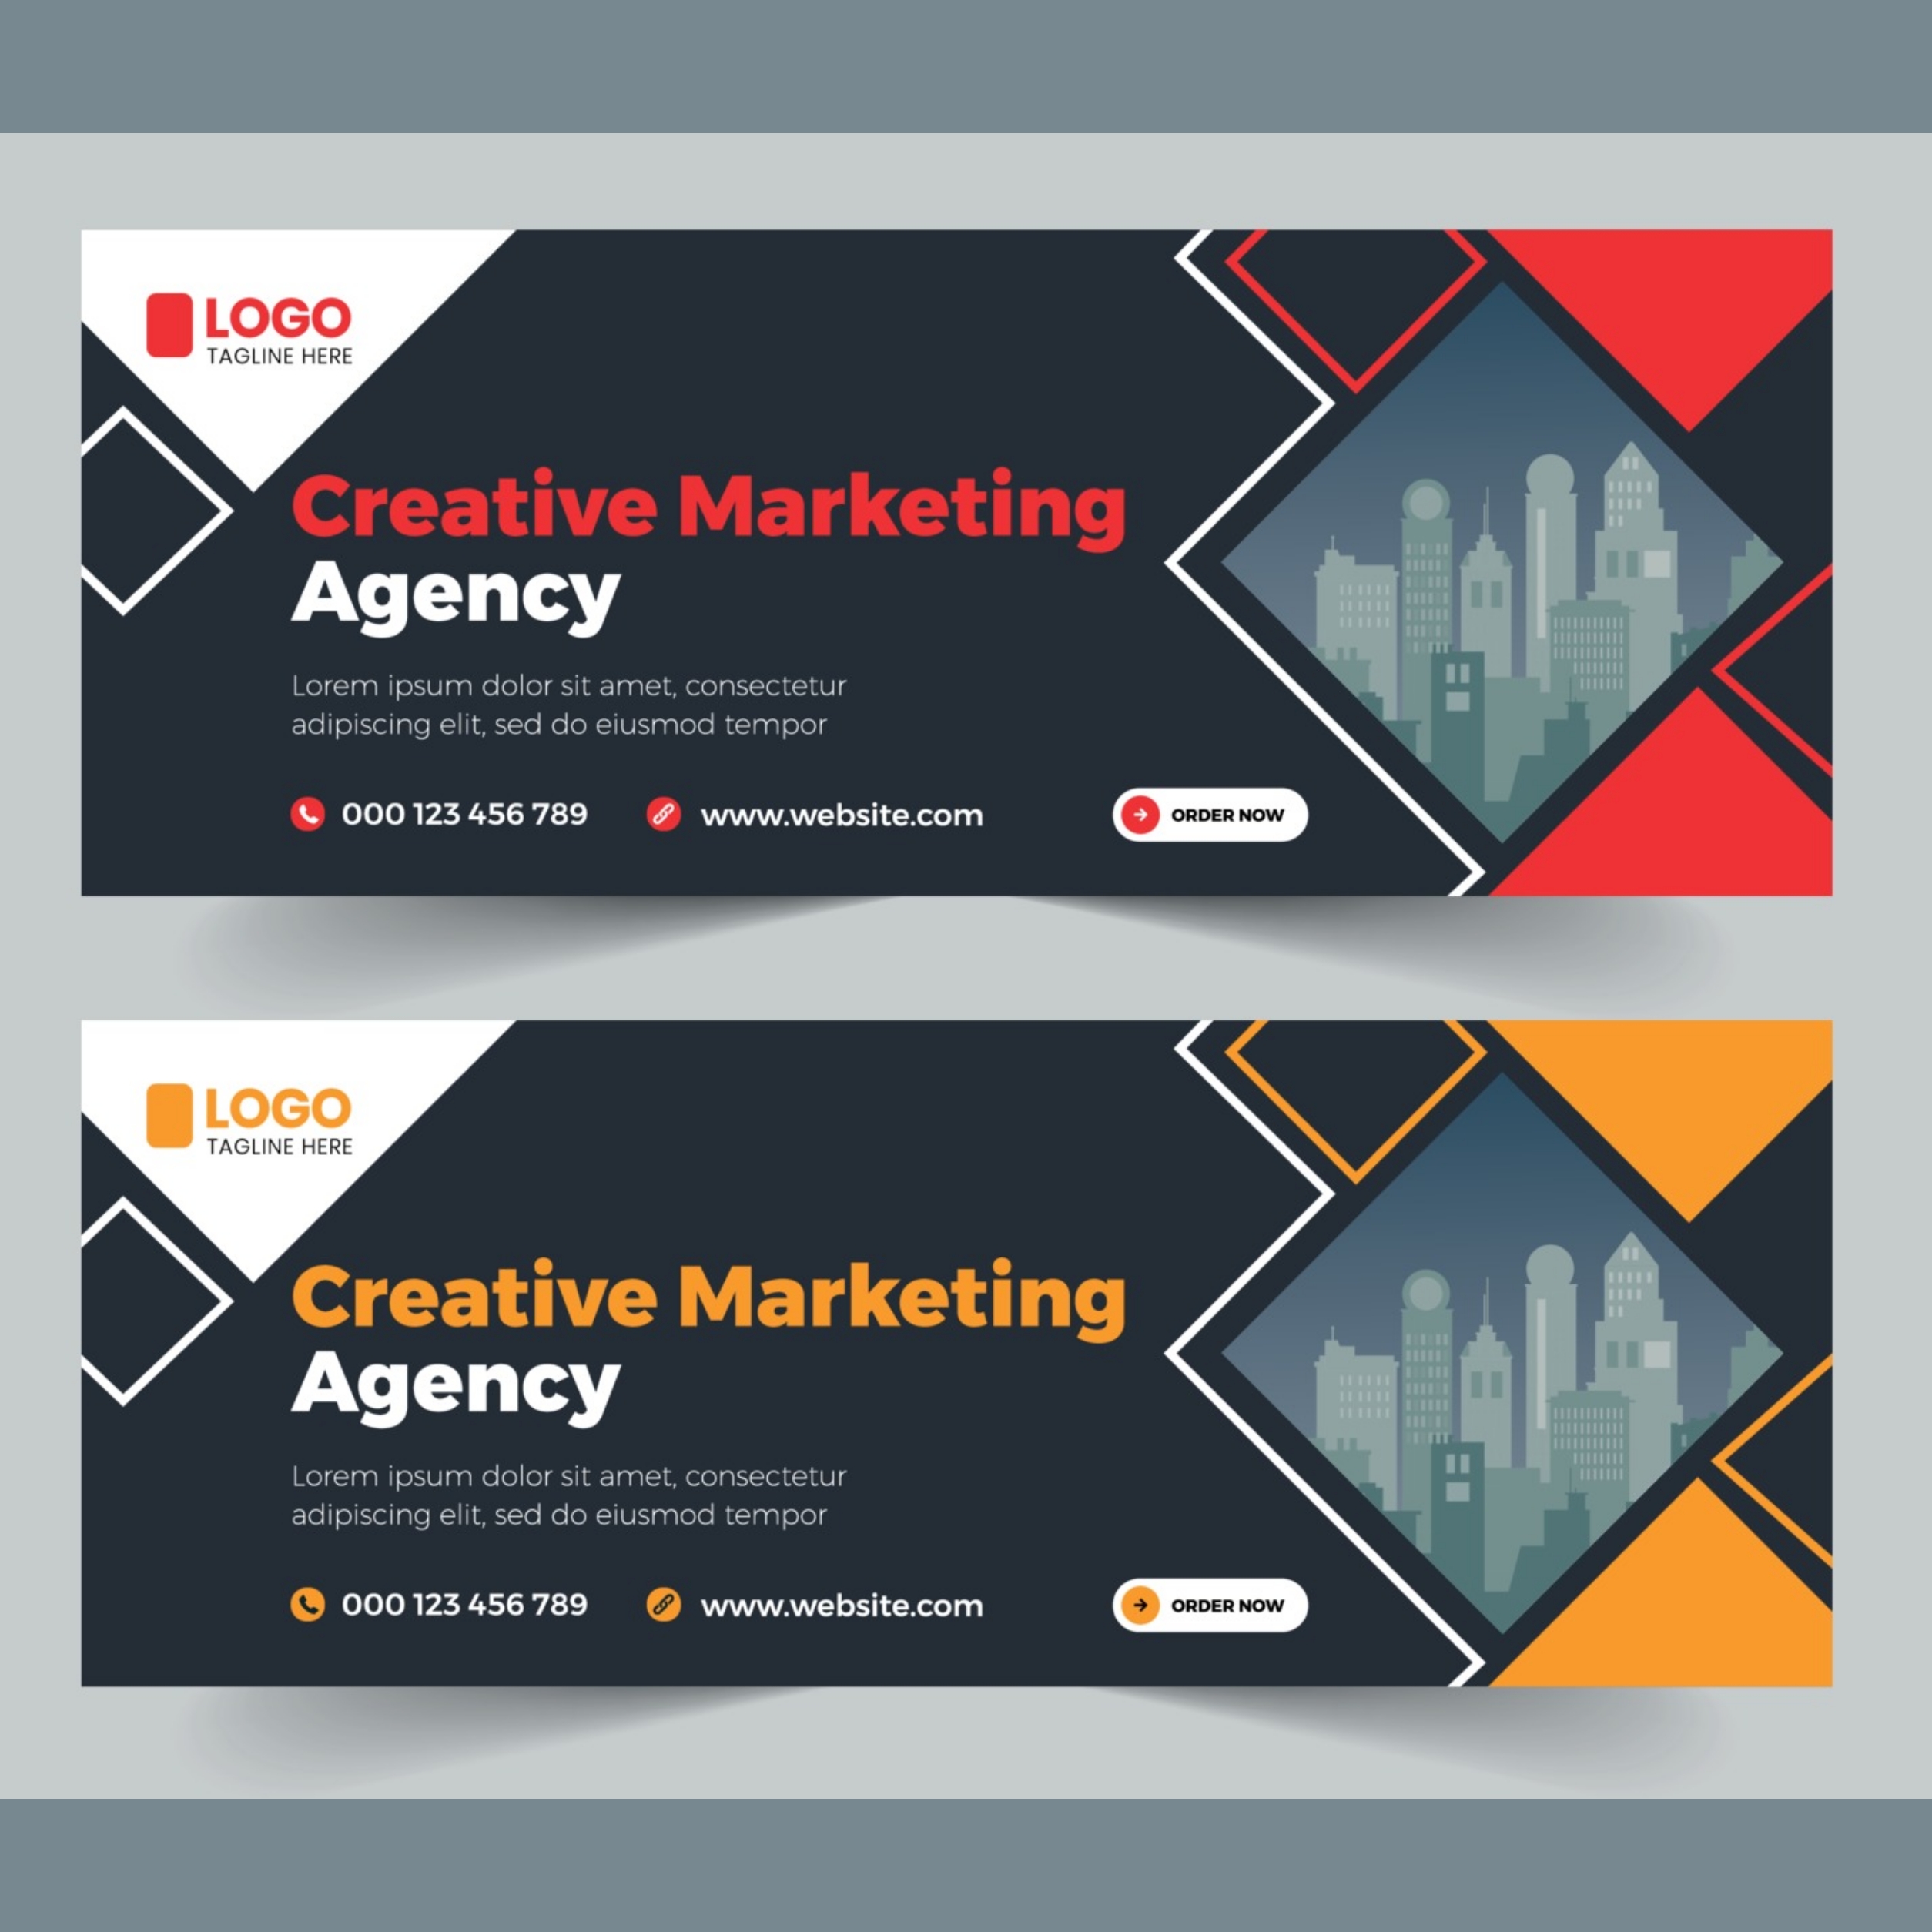 LOGO
TAGLINE HERE
Creative Marketing
Agency
Lorem ipsum dolor sit amet, consectetur
adipiscing elit, sed do eiusmod tempor
000 123 456 789 www.website.com ORDER NOW
LOGO
TAGLINE HERE
Creative Marketing
Agency
Lorem ipsum dolor sit amet, consectetur
adipiscing elit, sed do eiusmod tempor
000 123 456 789 www.website.com ORDER NOW